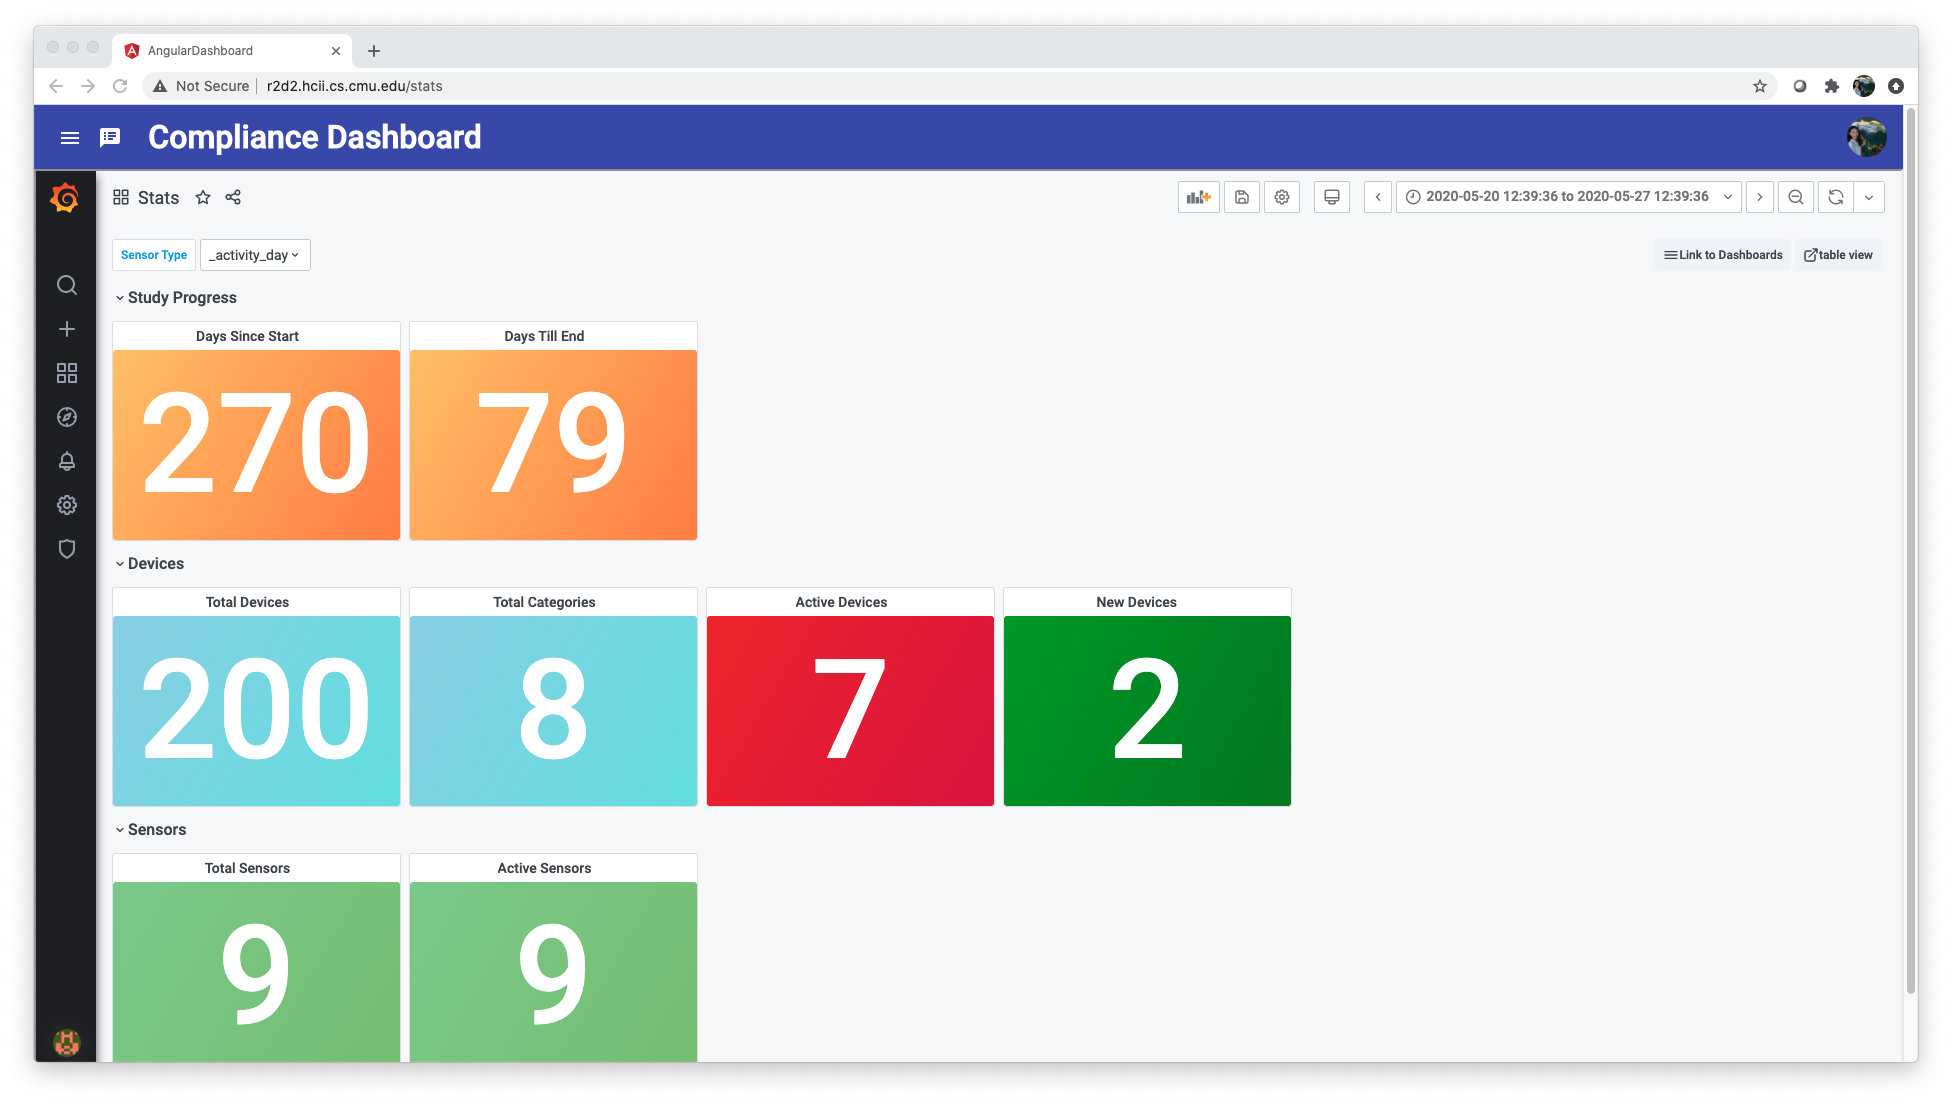 AngularDashboard
Not Secure r2d2.hcii.cs.cmu.edu/stats
Compliance Dashboard
Stats
2020-05-20 12:39:36 to 2020-05-27 12:39:36
Sensor Type _activity_day
Link to Dashboards table view
Study Progress
Days Since Start Days Till End
270 79
Devices
Total Devices Total Categories Active Devices New Devices
200 8 7 2
Sensors
Total Sensors Active Sensors
9 9